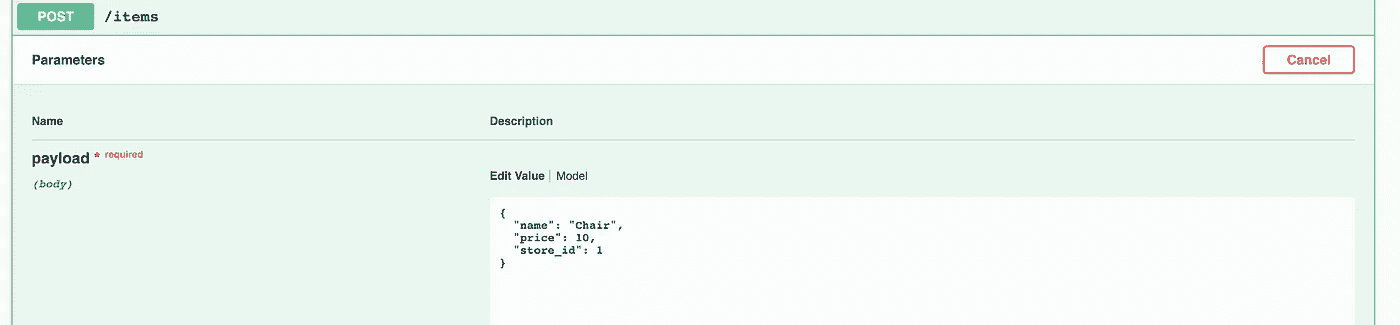 POST /items
Parameters Cancel
Name Description
payload * required
(body)
Edit Value | Model
{
  "name": "Chair",
  "price": 10,
  "store_id": 1
}